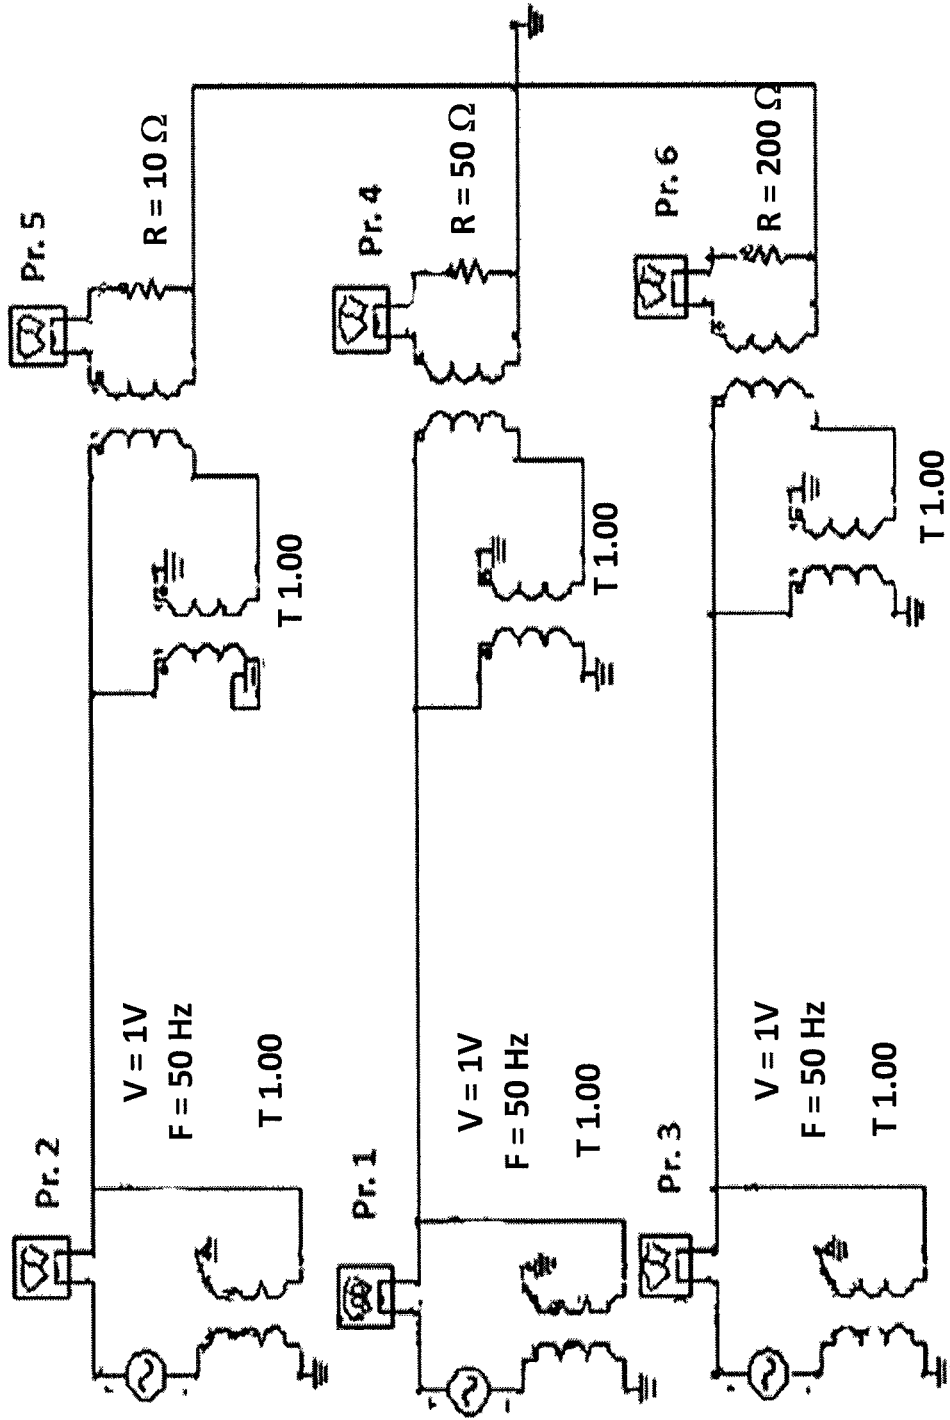 Pr. 2
V = 1V
F = 50 Hz
T 1.00
T 1.00
Pr. 5
R = 10 Ω
Pr. 1
V = 1V
F = 50 Hz
T 1.00
T 1.00
Pr. 4
R = 50 Ω
Pr. 3
V = 1V
F = 50 Hz
T 1.00
T 1.00
Pr. 6
R = 200 Ω